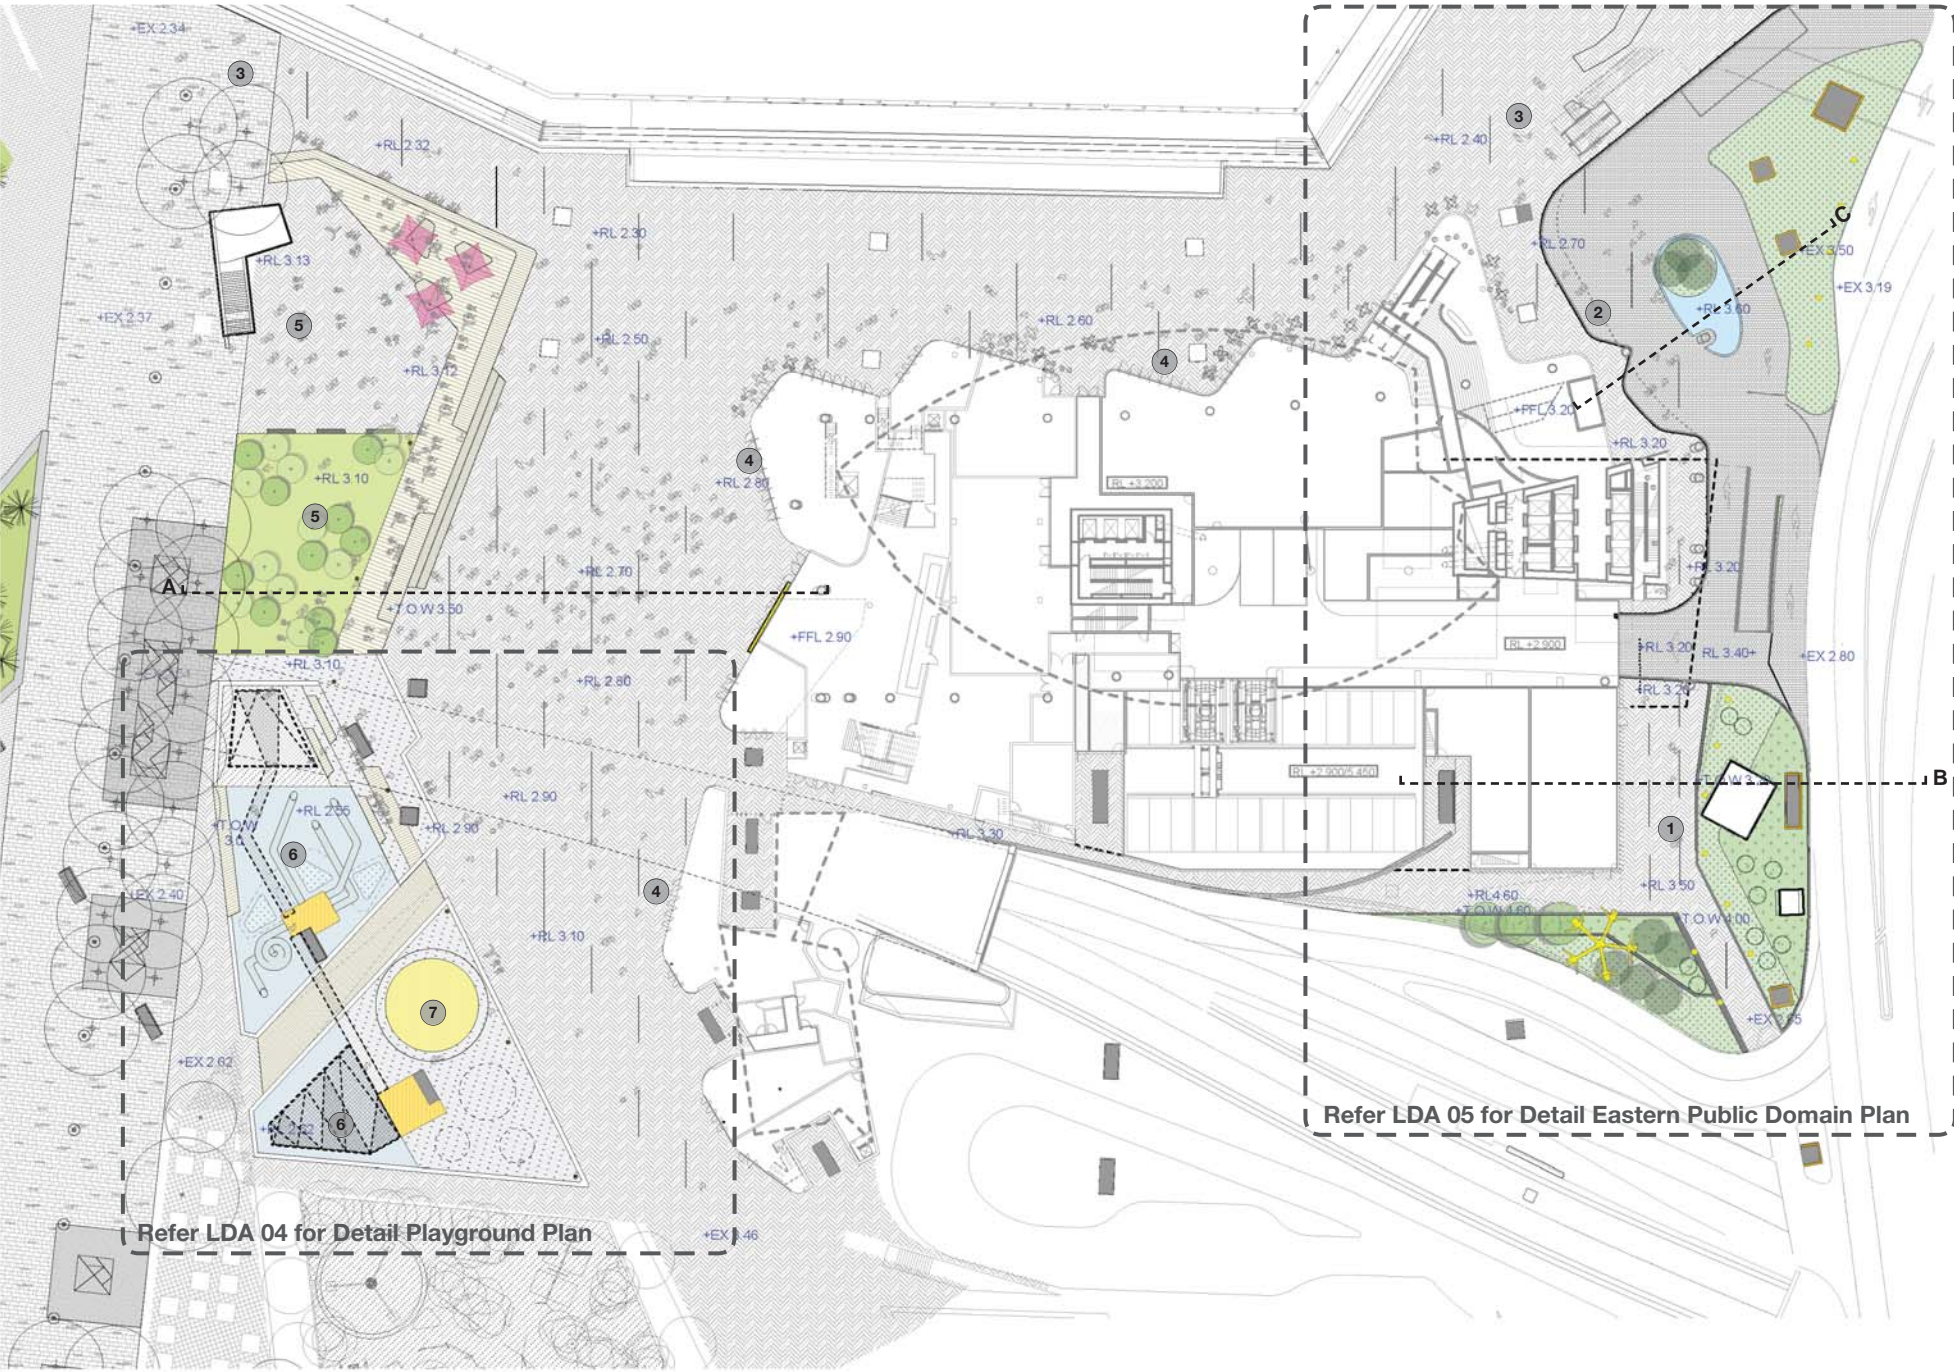 +EX 2.34
3
3
+RL 2.32
+RL 2.40
C
+RL 2.30
+RL 2.70
+EX 3.50
+RL 3.13
+EX 3.19
+EX 2.37
5
+RL 2.60
2
+RL 3.60
+RL 2.50
4
+RL 3.12
+FFL 3.20
+RL 3.20
4
+RL 3.10
+RL 2.80
RL +3.200
5
+RL 2.70
+RL 3.20
A
+T.O.W 3.50
+FFL 2.90
RL +2.900
+RL 3.20
RL 3.40+
+EX 2.80
+RL 3.10
+RL 2.80
+RL 3.20
RL +2.900/5.450
B
+RL 2.90
+RL 2.55
+T.O.W
+RL 2.90
+RL 3.30
1
6
+EX 2.40
4
+RL 3.50
+RL4.60
+T.O.W 4.60
T.O.W 4.00
+RL 3.10
7
+EX 2.62
6
Refer LDA 05 for Detail Eastern Public Domain Plan
Refer LDA 04 for Detail Playground Plan